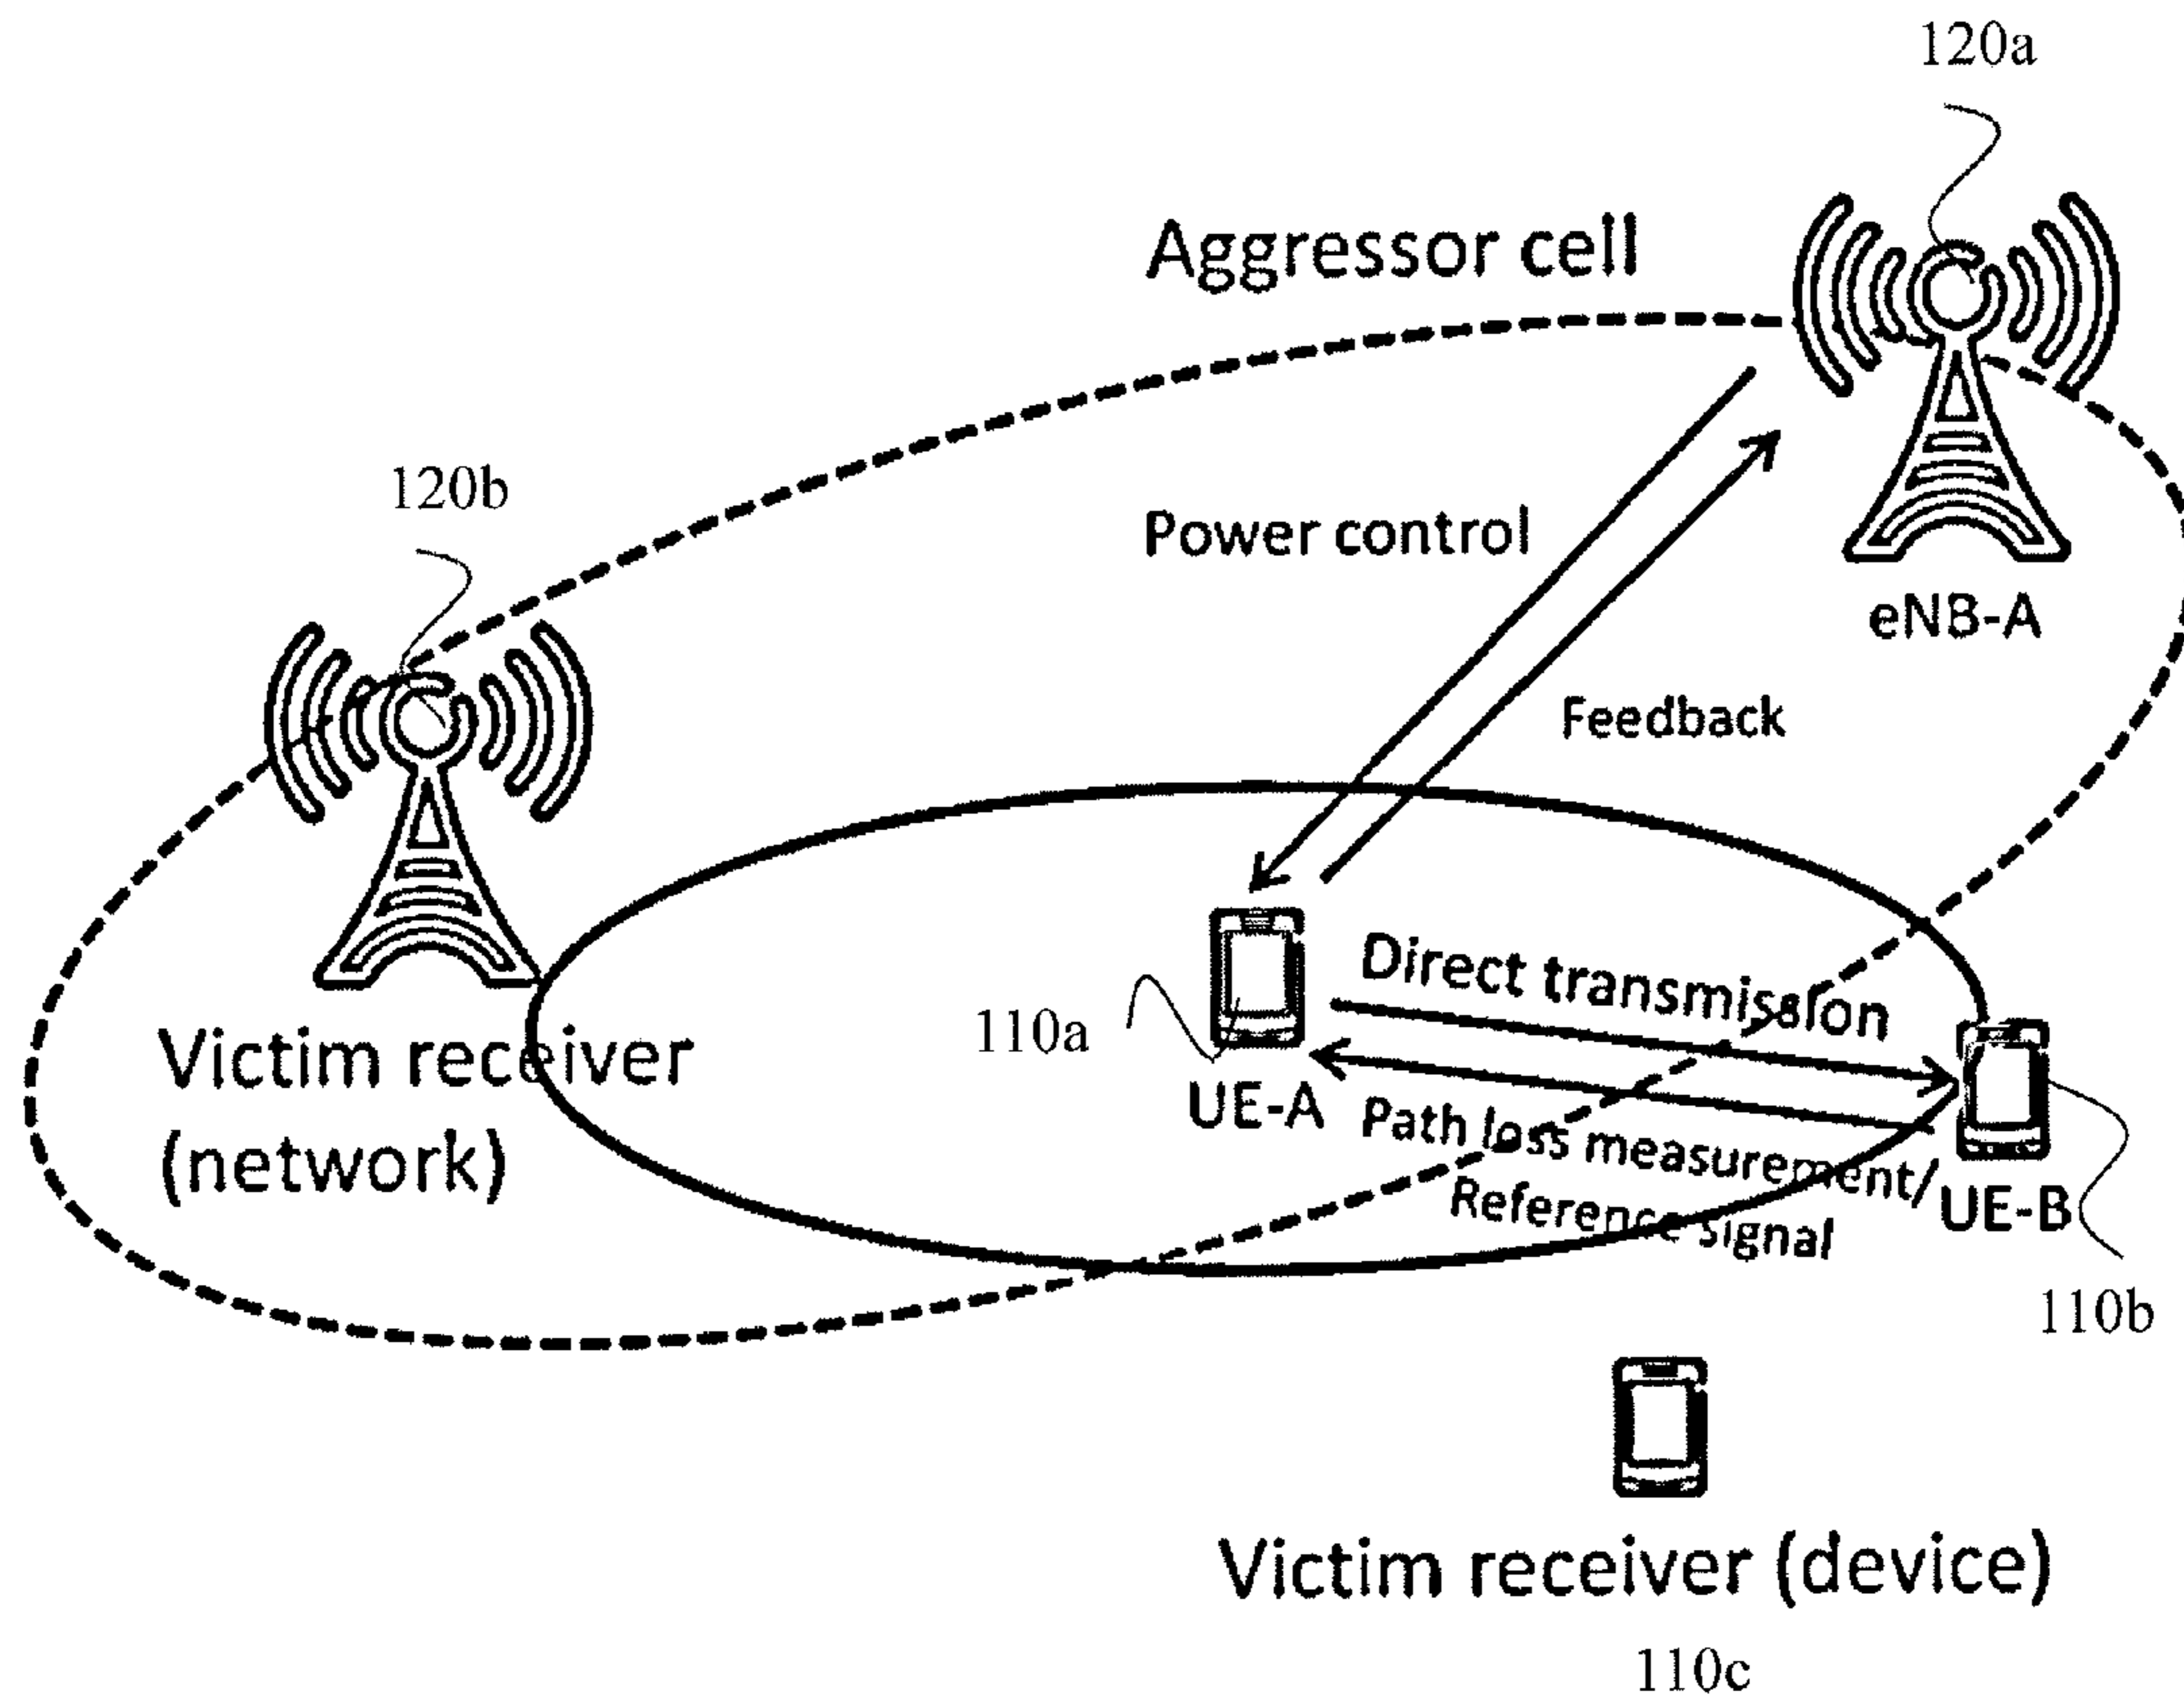 120a
Aggressor cell
120b
Power control
eNB-A
Feedback
Direct transmission
110a
Victim receiver
(network)
UE-A
Path loss measurement/
Reference signal
UE-B
110b
Victim receiver (device)
110c